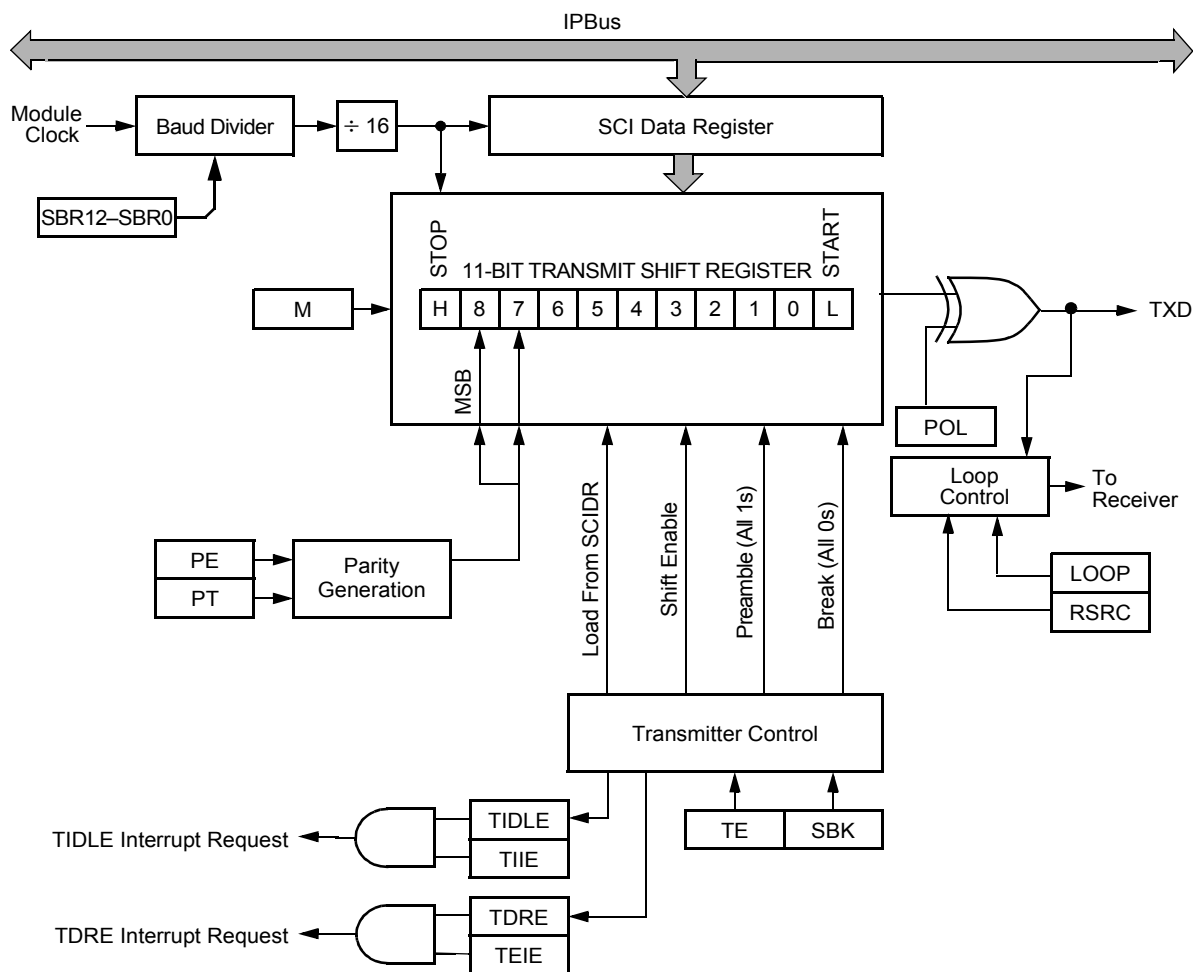 IPBus
Module
Clock
Baud Divider
÷ 16
SCI Data Register
SBR12–SBR0
STOP
START
11-BIT TRANSMIT SHIFT REGISTER
H 8 7 6 5 4 3 2 1 0 L
M
MSB
TXD
POL
Loop
Control
To
Receiver
LOOP
RSRC
PE
PT
Parity
Generation
Load From SCIDR
Shift Enable
Preamble (All 1s)
Break (All 0s)
Transmitter Control
TE
SBK
TIDLE Interrupt Request
TIDLE
TIIE
TDRE Interrupt Request
TDRE
TEIE